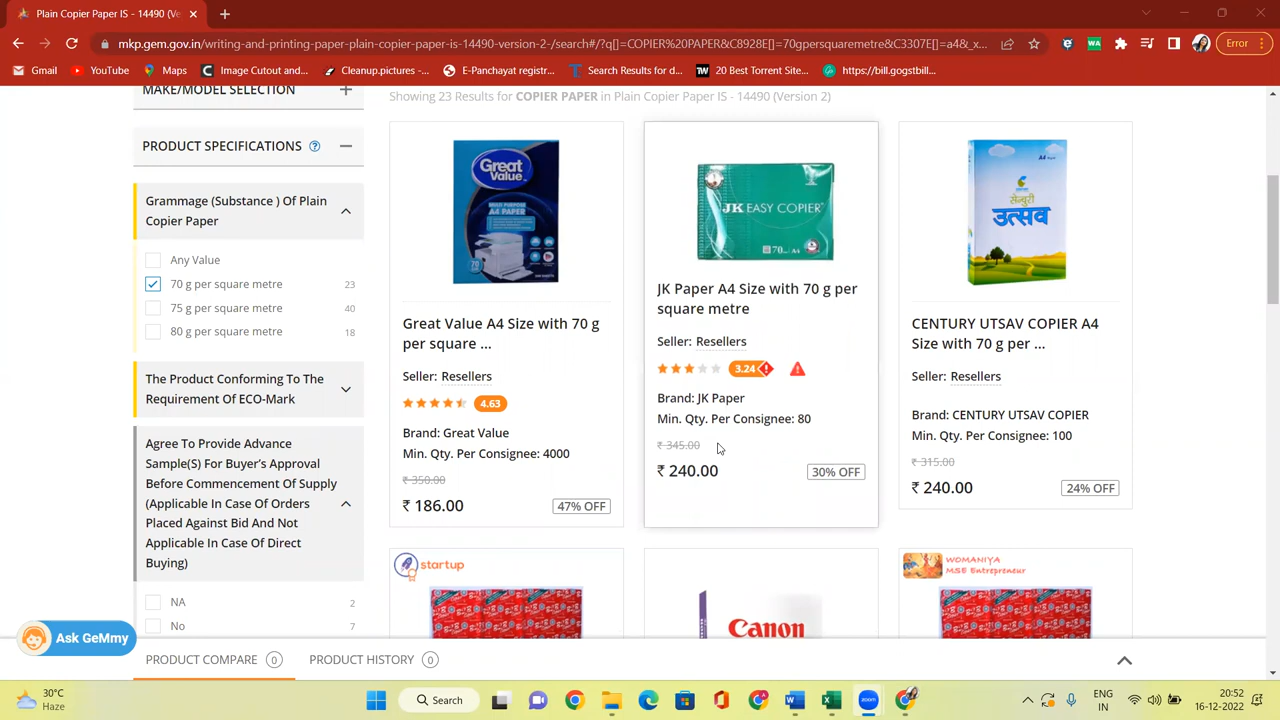 Plain Copier Paper IS - 14490 (Ve
mkp.gem.gov.in/writing-and-printing-paper-plain-copier-paper-is-14490-version-2-/search#/?q[]=COPIER%20PAPER&C8928E[]=70gpersquaremetre&C3307E[]=a4&_x...
Error
Gmail
YouTube
Maps
Image Cutout and...
Cleanup.pictures -...
E-Panchayat registr...
Search Results for d...
20 Best Torrent Site...
https://bill.gogstbill...
MAKE/MODEL SELECTION
Showing 23 Results for COPIER PAPER in Plain Copier Paper IS - 14490 (Version 2)
PRODUCT SPECIFICATIONS
Grammage (Substance ) Of Plain
Copier Paper
Any Value
70 g per square metre 23
75 g per square metre 40
80 g per square metre 18
The Product Conforming To The
Requirement Of ECO-Mark
Agree To Provide Advance
Sample(S) For Buyer's Approval
Before Commencement Of Supply
(Applicable In Case Of Orders
Placed Against Bid And Not
Applicable In Case Of Direct
Buying)
NA 2
No 7
Great
Value
MULTI PURPOSE
A4 PAPER
Great Value A4 Size with 70 g
per square ...
Seller: Resellers
4.63
Brand: Great Value
Min. Qty. Per Consignee: 4000
₹ 350.00
₹ 186.00
47% OFF
JK EASY COPIER
70 A4
JK Paper A4 Size with 70 g per
square metre
Seller: Resellers
3.24
Brand: JK Paper
Min. Qty. Per Consignee: 80
₹ 345.00
₹ 240.00
30% OFF
सेन्चुरी
उत्सव
CENTURY UTSAV COPIER A4
Size with 70 g per ...
Seller: Resellers
Brand: CENTURY UTSAV COPIER
Min. Qty. Per Consignee: 100
₹ 315.00
₹ 240.00
24% OFF
startup
Canon
WOMANIYA
MSE Entrepreneur
Ask GeMmy
PRODUCT COMPARE 0
PRODUCT HISTORY 0
30°C
Haze
Search
ENG
IN
20:52
16-12-2022